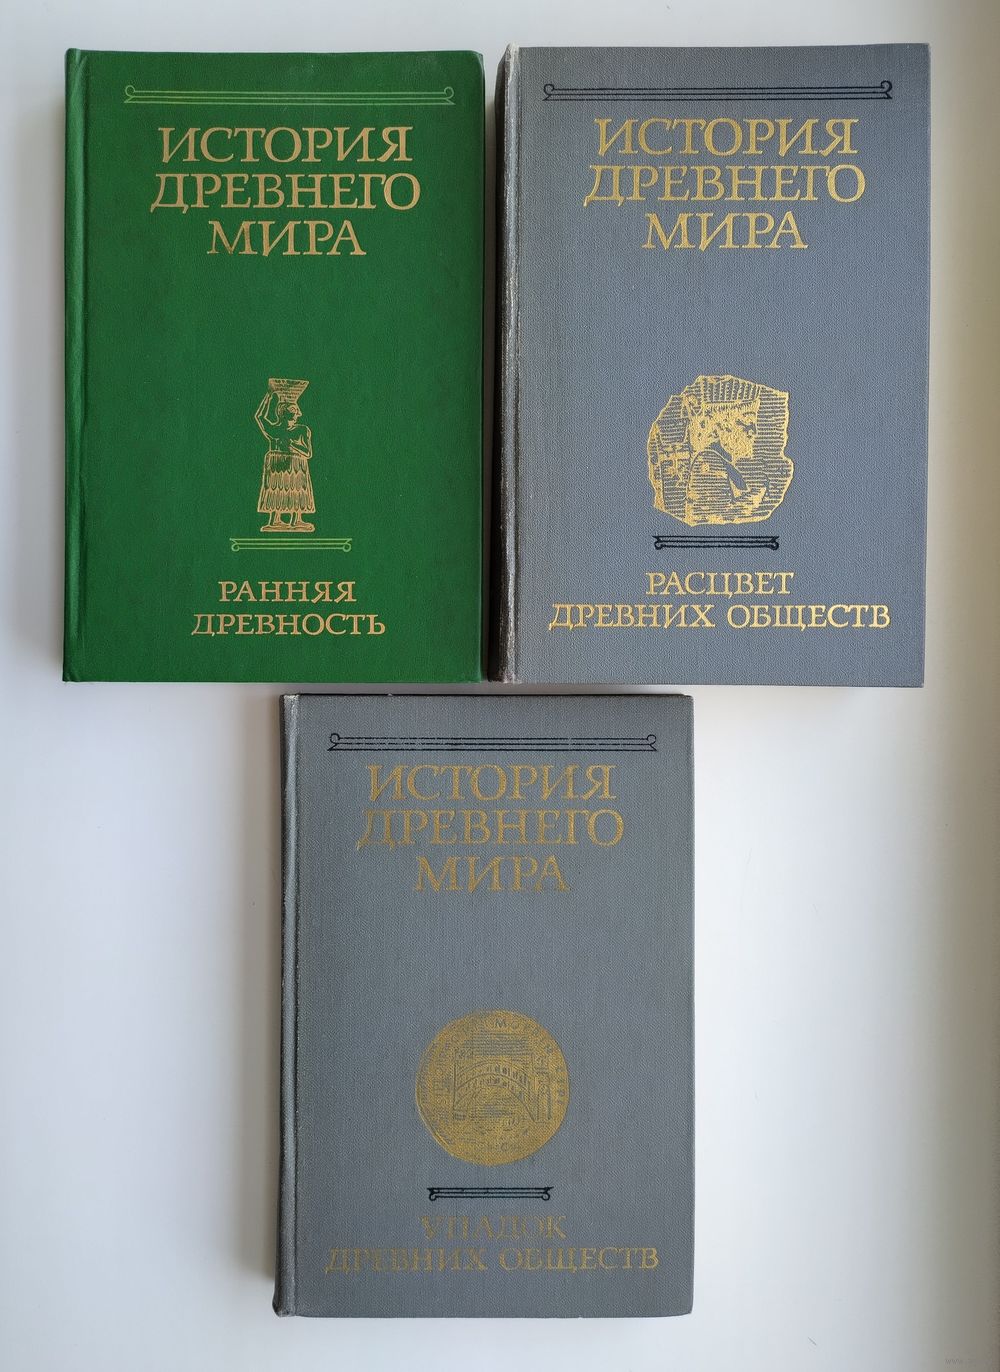 ИСТОРИЯ
ДРЕВНЕГО
МИРА
РАННЯЯ
ДРЕВНОСТЬ
ИСТОРИЯ
ДРЕВНЕГО
МИРА
РАСЦВЕТ
ДРЕВНИХ ОБЩЕСТВ
ИСТОРИЯ
ДРЕВНЕГО
МИРА
УПАДОК
ДРЕВНИХ ОБЩЕСТВ